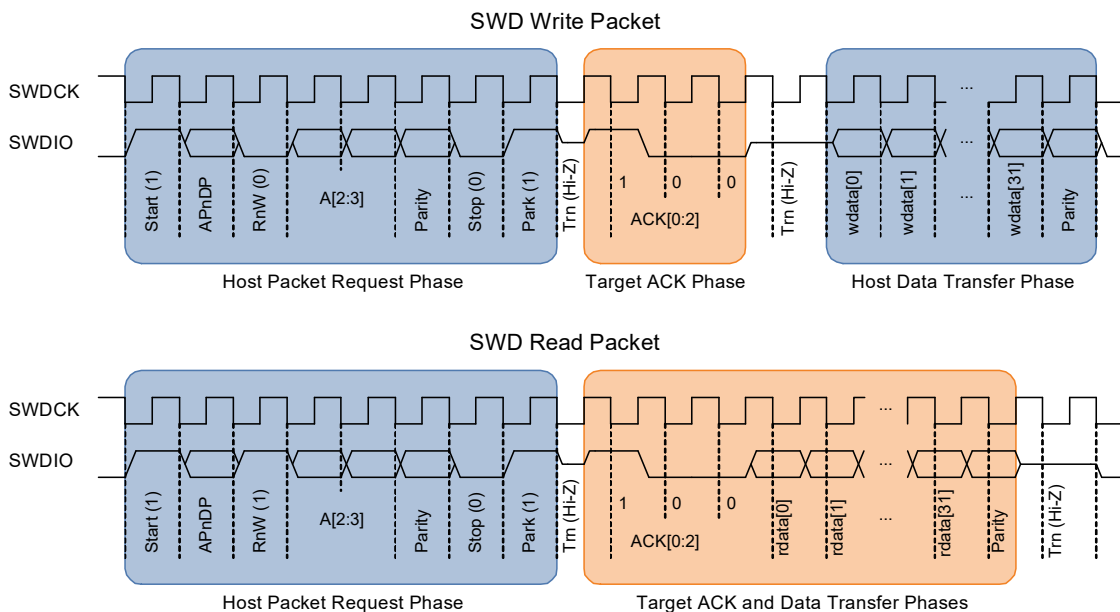 SWD Write Packet
SWDCK
...
SWDIO
...
Start (1)
APnDP
RnW (0)
A[2:3]
Parity
Stop (0)
Park (1)
Trn (Hi-Z)
1
0
0
ACK[0:2]
Trn (Hi-Z)
wdata[0]
wdata[1]
...
wdata[31]
Parity
Host Packet Request Phase
Target ACK Phase
Host Data Transfer Phase
SWD Read Packet
SWDCK
...
SWDIO
...
Start (1)
APnDP
RnW (1)
A[2:3]
Parity
Stop (0)
Park (1)
Trn (Hi-Z)
1
0
0
ACK[0:2]
rdata[0]
rdata[1]
...
rdata[31]
Parity
Trn (Hi-Z)
Host Packet Request Phase
Target ACK and Data Transfer Phases